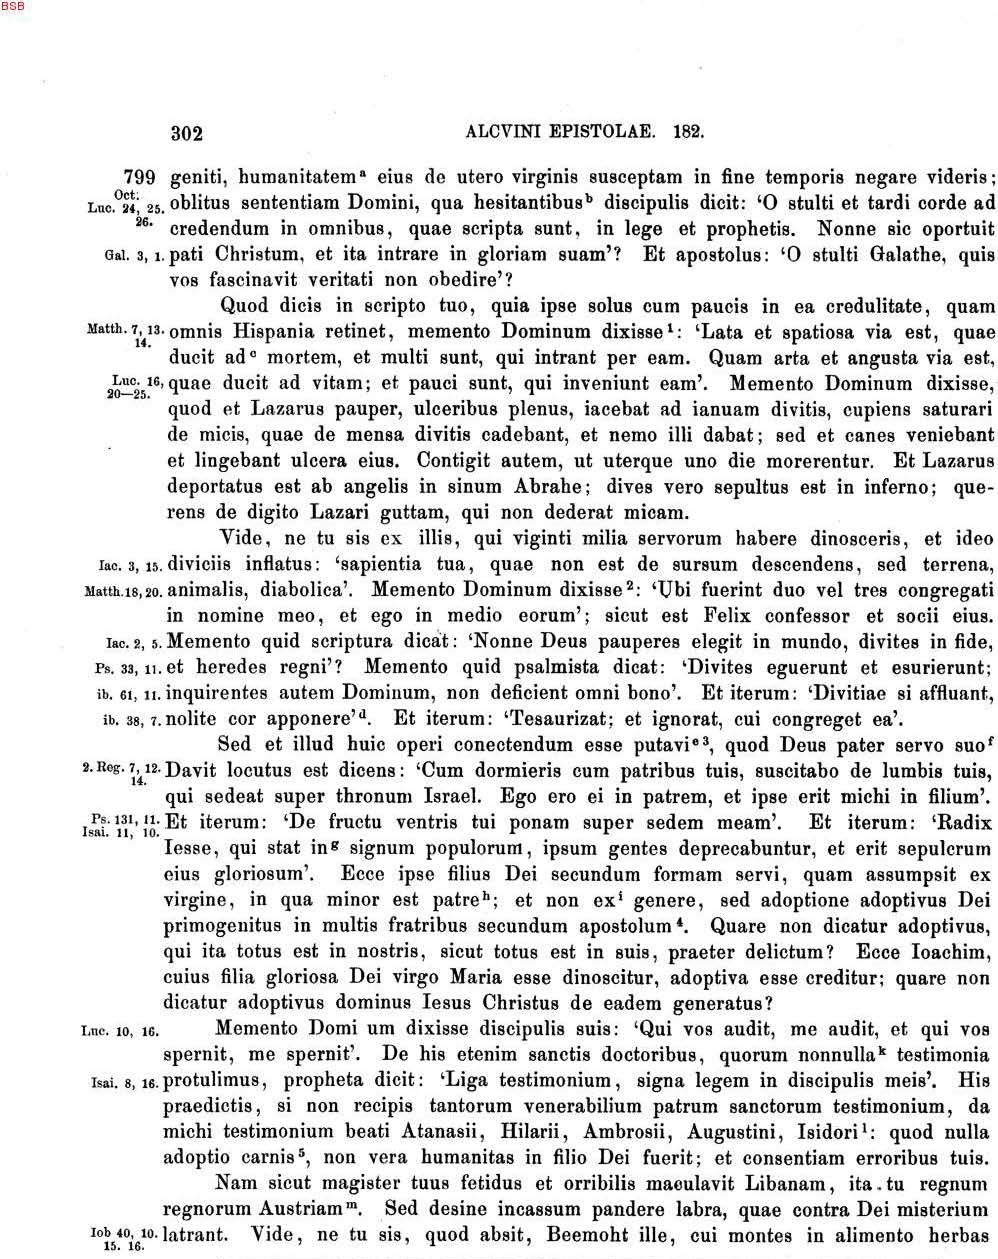 BSB
302 ALCVINI EPISTOLAE. 182.
799 geniti, humanitatemᵃ eius de utero virginis susceptam in fine temporis negare videris;
Oct.
Luc. 24, 25. oblitus sententiam Domini, qua hesitantibusᵇ discipulis dicit: ‘O stulti et tardi corde ad
26. credendum in omnibus, quae scripta sunt, in lege et prophetis. Nonne sic oportuit
Gal. 3, 1. pati Christum, et ita intrare in gloriam suam’? Et apostolus: ‘O stulti Galathe, quis
vos fascinavit veritati non obedire’?
Quod dicis in scripto tuo, quia ipse solus cum paucis in ea credulitate, quam
Matth. 7, 13. omnis Hispania retinet, memento Dominum dixisse¹: ‘Lata et spatiosa via est, quae
14.
ducit adᶜ mortem, et multi sunt, qui intrant per eam. Quam arta et angusta via est,
Luc. 16, quae ducit ad vitam; et pauci sunt, qui inveniunt eam’. Memento Dominum dixisse,
20—25.
quod et Lazarus pauper, ulceribus plenus, iacebat ad ianuam divitis, cupiens saturari
de micis, quae de mensa divitis cadebant, et nemo illi dabat; sed et canes veniebant
et lingebant ulcera eius. Contigit autem, ut uterque uno die morerentur. Et Lazarus
deportatus est ab angelis in sinum Abrahe; dives vero sepultus est in inferno; que-
rens de digito Lazari guttam, qui non dederat micam.
Vide, ne tu sis ex illis, qui viginti milia servorum habere dinosceris, et ideo
Iac. 3, 15. diviciis inflatus: ‘sapientia tua, quae non est de sursum descendens, sed terrena,
Matth. 18, 20. animalis, diabolica’. Memento Dominum dixisse²: ‘Ubi fuerint duo vel tres congregati
in nomine meo, et ego in medio eorum’; sicut est Felix confessor et socii eius.
Iac. 2, 5. Memento quid scriptura dicat: ‘Nonne Deus pauperes elegit in mundo, divites in fide,
Ps. 33, 11. et heredes regni’? Memento quid psalmista dicat: ‘Divites eguerunt et esurierunt;
ib. 61, 11. inquirentes autem Dominum, non deficient omni bono’. Et iterum: ‘Divitiae si affluant,
ib. 38, 7. nolite cor apponere’ᵈ. Et iterum: ‘Tesaurizat; et ignorat, cui congreget ea’.
Sed et illud huic operi conectendum esse putaviᵉ³, quod Deus pater servo suoᶠ
2. Reg. 7, 12. Davit locutus est dicens: ‘Cum dormieris cum patribus tuis, suscitabo de lumbis tuis,
14.
qui sedeat super thronum Israel. Ego ero ei in patrem, et ipse erit michi in filium’.
Ps. 131, 11. Et iterum: ‘De fructu ventris tui ponam super sedem meam’. Et iterum: ‘Radix
Isai. 11, 10.
Iesse, qui stat inᵍ signum populorum, ipsum gentes deprecabuntur, et erit sepulcrum
eius gloriosum’. Ecce ipse filius Dei secundum formam servi, quam assumpsit ex
virgine, in qua minor est patreʰ; et non exⁱ genere, sed adoptione adoptivus Dei
primogenitus in multis fratribus secundum apostolum⁴. Quare non dicatur adoptivus,
qui ita totus est in nostris, sicut totus est in suis, praeter delictum? Ecce Ioachim,
cuius filia gloriosa Dei virgo Maria esse dinoscitur, adoptiva esse creditur; quare non
dicatur adoptivus dominus Iesus Christus de eadem generatus?
Luc. 10, 16. Memento Domi um dixisse discipulis suis: ‘Qui vos audit, me audit, et qui vos
spernit, me spernit’. De his etenim sanctis doctoribus, quorum nonnullaᵏ testimonia
Isai. 8, 16. protulimus, propheta dicit: ‘Liga testimonium, signa legem in discipulis meis’. His
praedictis, si non recipis tantorum venerabilium patrum sanctorum testimonium, da
michi testimonium beati Atanasii, Hilarii, Ambrosii, Augustini, Isidoriˡ: quod nulla
adoptio carnis⁵, non vera humanitas in filio Dei fuerit; et consentiam erroribus tuis.
Nam sicut magister tuus fetidus et orribilis maculavit Libanam, ita tu regnum
regnorum Austriamᵐ. Sed desine incassum pandere labra, quae contra Dei misterium
Iob 40, 10. latrant. Vide, ne tu sis, quod absit, Beemoht ille, cui montes in alimento herbas
15. 16.